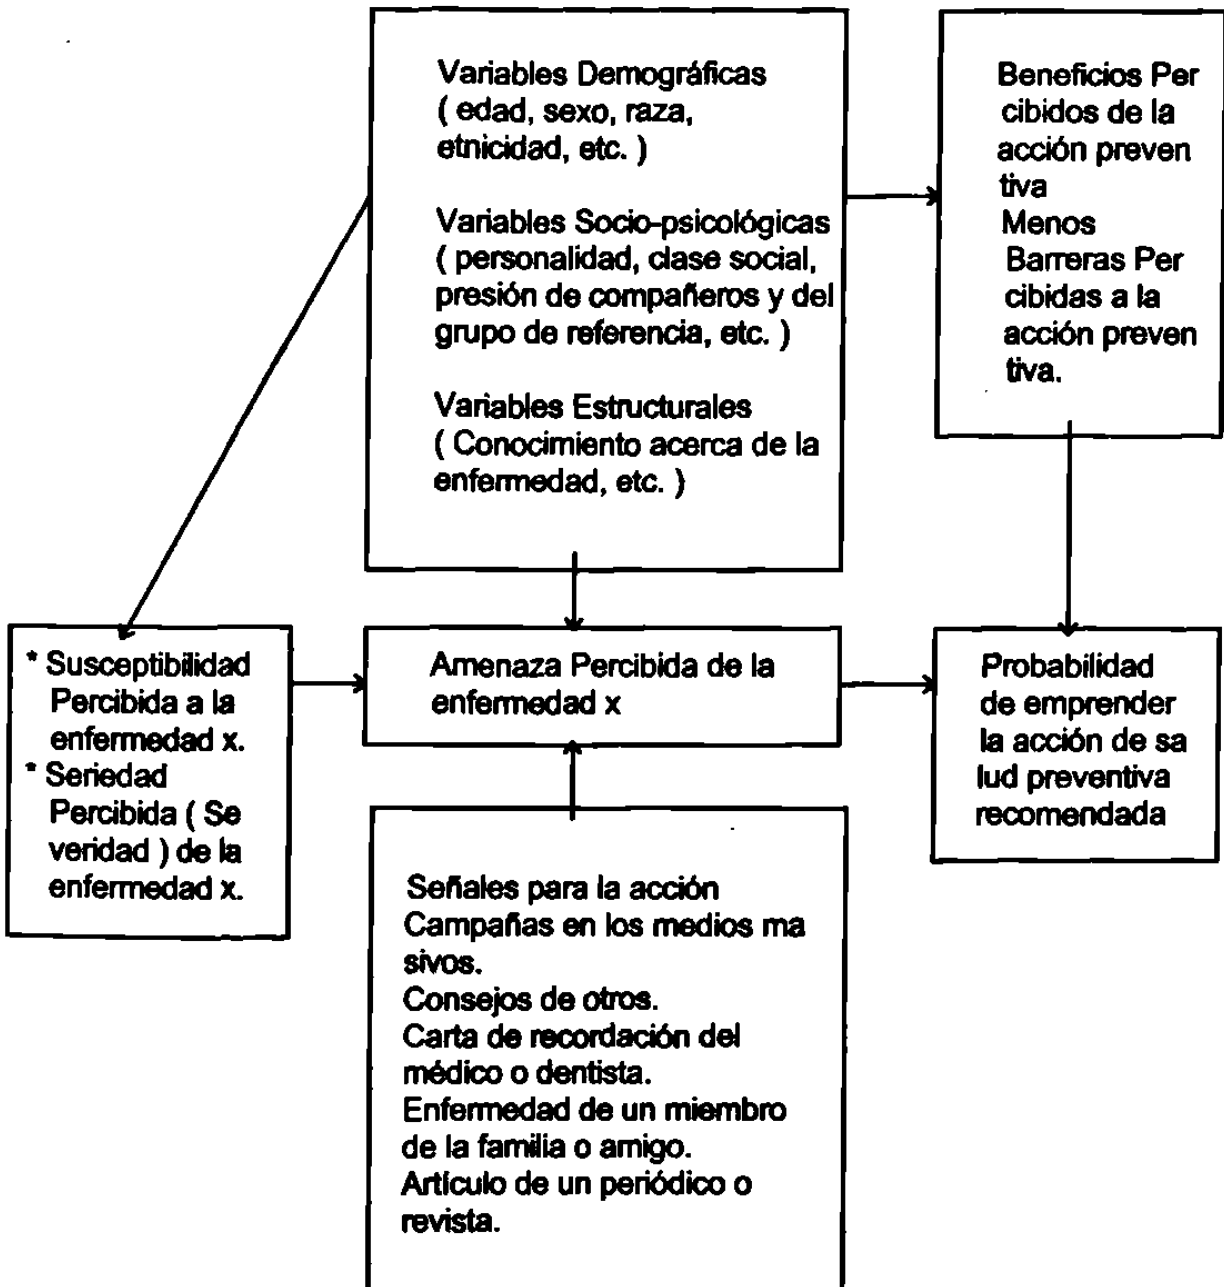 Variables Demográficas
( edad, sexo, raza,
etnicidad, etc. )
Variables Socio-psicológicas
( personalidad, clase social,
presión de compañeros y del
grupo de referencia, etc. )
Variables Estructurales
( Conocimiento acerca de la
enfermedad, etc. )
Beneficios Per
cibidos de la
acción preven
tiva
Menos
Barreras Per
cibidas a la
acción preven
tiva.
* Susceptibilidad
Percibida a la
enfermedad x.
* Seriedad
Percibida ( Se
veridad ) de la
enfermedad x.
Amenaza Percibida de la
enfermedad x
Probabilidad
de emprender
la acción de sa
lud preventiva
recomendada
Señales para la acción
Campañas en los medios ma
sivos.
Consejos de otros.
Carta de recordación del
médico o dentista.
Enfermedad de un miembro
de la familia o amigo.
Artículo de un periódico o
revista.